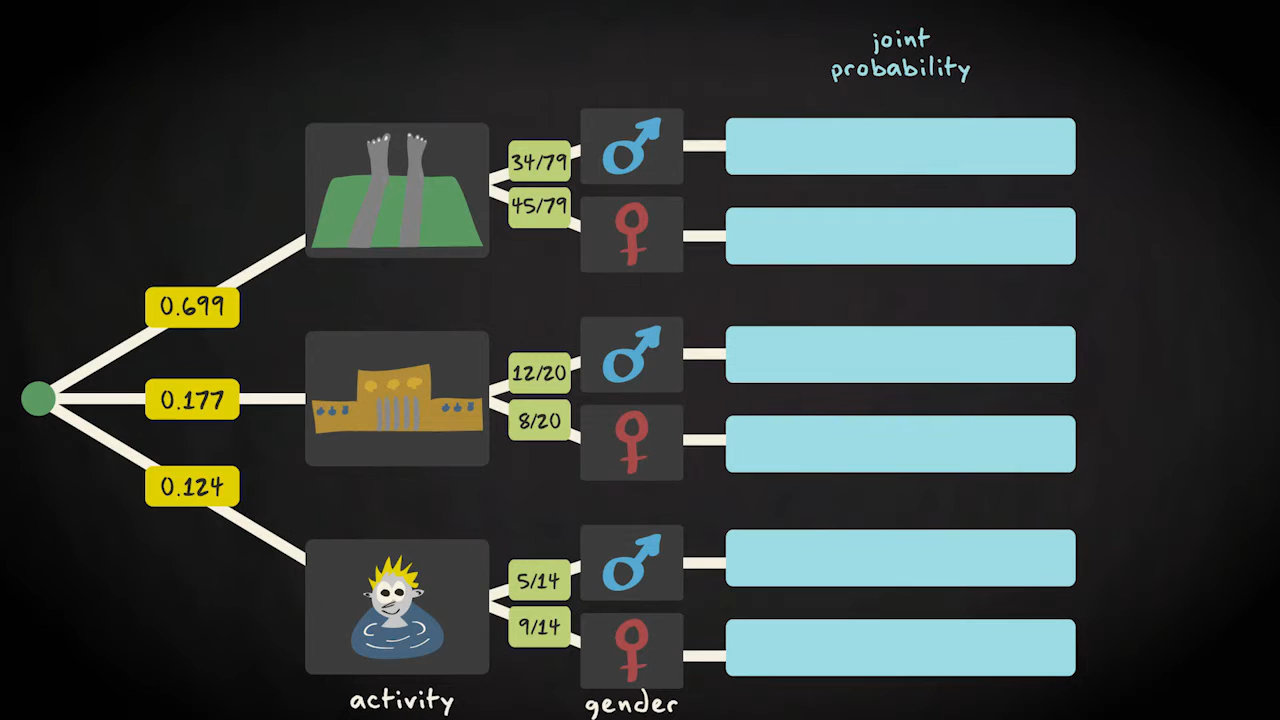 joint
probability
34/79
45/79
0.699
12/20
0.177
8/20
0.124
5/14
9/14
activity
gender